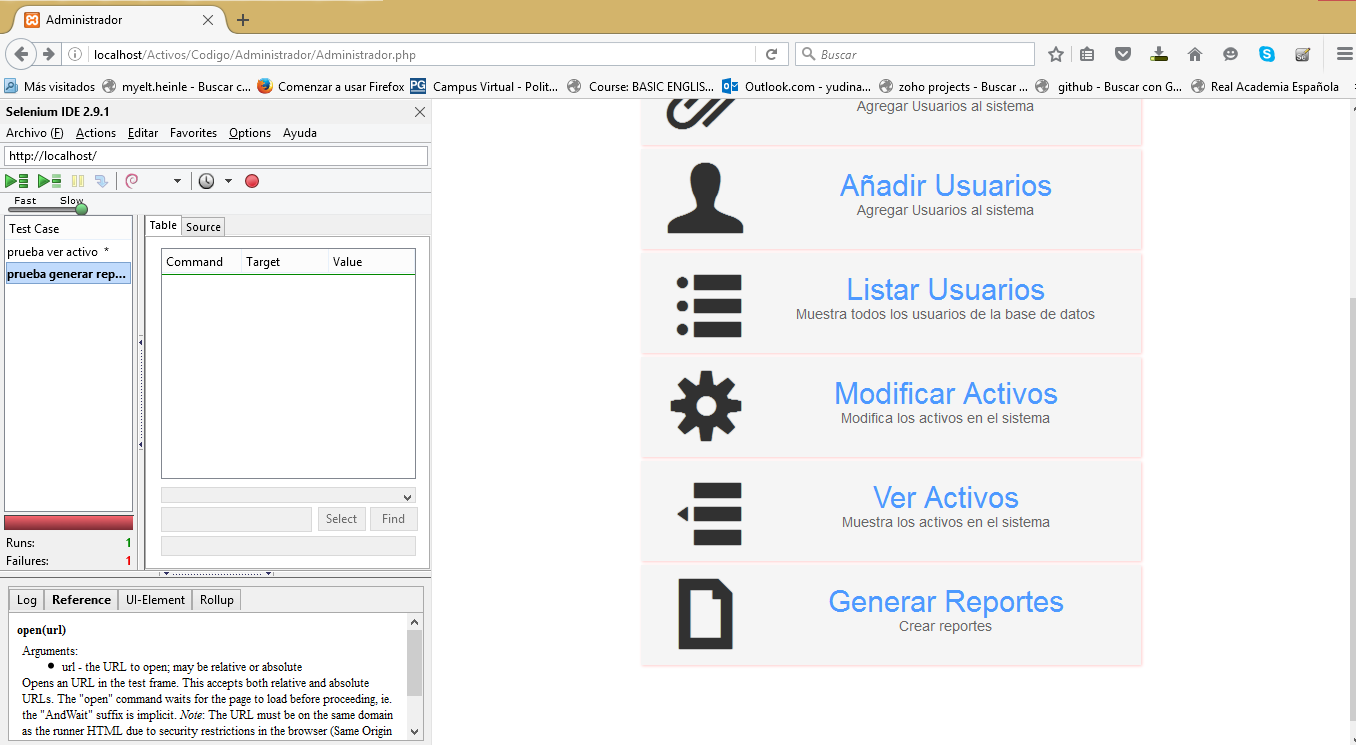 Administrador
localhost/Activos/Codigo/Administrador/Administrador.php
Buscar
Más visitados
myelt.heinle - Buscar c...
Comenzar a usar Firefox
PG
Campus Virtual - Polit...
Course: BASIC ENGLIS...
Outlook.com - yudina...
zoho projects - Buscar ...
github - Buscar con G...
Real Academia Española
Selenium IDE 2.9.1
Archivo (F) Actions Editar Favorites Options Ayuda
http://localhost/
Fast Slow
Test Case
prueba ver activo *
prueba generar rep...
Runs: 1
Failures: 1
Table Source
Command Target Value
Select Find
Log Reference UI-Element Rollup
open(url)
Arguments:
url - the URL to open; may be relative or absolute
Opens an URL in the test frame. This accepts both relative and absolute
URLs. The "open" command waits for the page to load before proceeding, ie.
the "AndWait" suffix is implicit. Note: The URL must be on the same domain
as the runner HTML due to security restrictions in the browser (Same Origin
Agregar Usuarios al sistema
Añadir Usuarios
Agregar Usuarios al sistema
Listar Usuarios
Muestra todos los usuarios de la base de datos
Modificar Activos
Modifica los activos en el sistema
Ver Activos
Muestra los activos en el sistema
Generar Reportes
Crear reportes